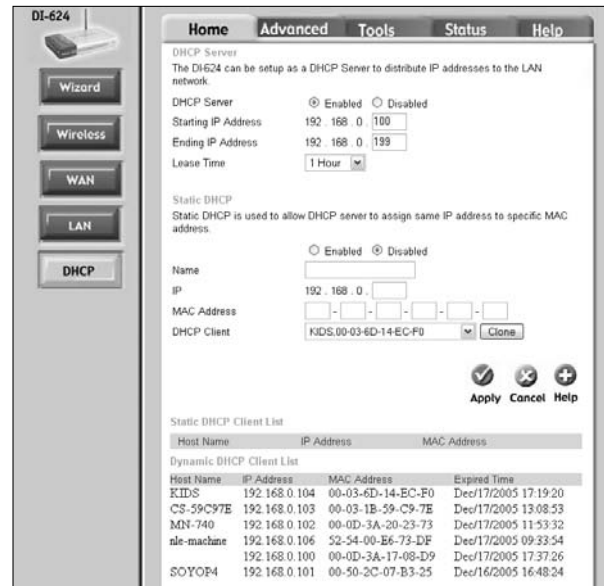 DI-624
Home Advanced Tools Status Help
DHCP Server
The DI-624 can be setup as a DHCP Server to distribute IP addresses to the LAN
network.
Wizard
DHCP Server Enabled Disabled
Starting IP Address 192 . 168 . 0 . 100
Wireless
Ending IP Address 192 . 168 . 0 . 199
Lease Time 1 Hour
WAN
Static DHCP
Static DHCP is used to allow DHCP server to assign same IP address to specific MAC
address.
LAN
Enabled Disabled
DHCP
Name
IP 192 . 168 . 0 .
MAC Address - - - - -
DHCP Client KIDS,00-03-6D-14-EC-F0 Clone
Apply Cancel Help
Static DHCP Client List
Host Name IP Address MAC Address
Dynamic DHCP Client List
Host Name IP Address MAC Address Expired Time
KIDS 192.168.0.104 00-03-6D-14-EC-F0 Dec/17/2005 17:19:20
CS-59C97E 192.168.0.103 00-03-1B-59-C9-7E Dec/17/2005 13:08:53
MN-740 192.168.0.102 00-0D-3A-20-23-73 Dec/17/2005 11:53:32
nle-machine 192.168.0.106 52-54-00-E6-73-DF Dec/17/2005 09:33:54
192.168.0.100 00-0D-3A-17-08-D9 Dec/17/2005 17:37:26
SOYOP4 192.168.0.101 00-50-2C-07-B3-25 Dec/16/2005 16:48:24